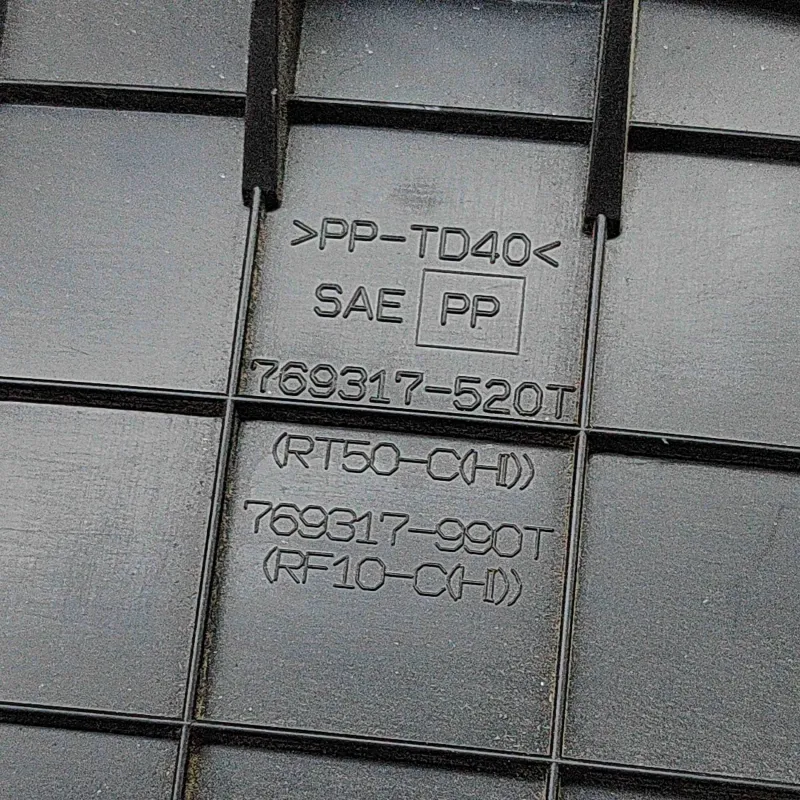 >PP-TD40<
SAE PP
769317-520T
(RT50-C(HI))
769317-990T
(RF10-C(HI))